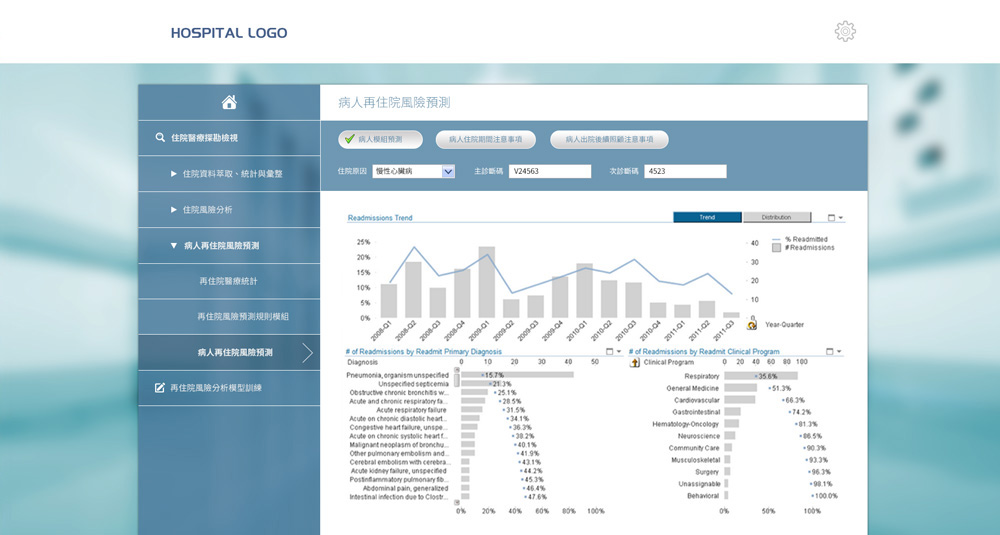 HOSPITAL LOGO
住院醫療探勘檢視
住院資料萃取、統計與彙整
住院風險分析
病人再住院風險預測
再住院醫療統計
再住院風險預測規則模組
病人再住院風險預測
再住院風險分析模型訓練
病人再住院風險預測
病人模組預測 病人住院期間注意事項 病人出院後續照顧注意事項
住院原因 慢性心臟病 主診斷碼 V24563 次診斷碼 4523
Readmissions Trend Trend Distribution
% Readmitted
# Readmissions
25%
20%
15%
10%
5%
0%
40
30
20
10
0
2008-Q1 2008-Q2 2008-Q3 2008-Q4 2009-Q1 2009-Q2 2009-Q3 2009-Q4 2010-Q1 2010-Q2 2010-Q3 2010-Q4 2011-Q1 2011-Q2 2011-Q3
Year-Quarter
# of Readmissions by Readmit Primary Diagnosis
Diagnosis 0 10 20 30 40 50
Pneumonia, organism unspecified 15.7%
Unspecified septicemia 21.3%
Obstructive chronic bronchitis w... 25.1%
Acute and chronic respiratory fa... 28.5%
Acute respiratory failure 31.5%
Acute on chronic diastolic heart... 34.1%
Congestive heart failure, unspe... 36.3%
Acute on chronic systolic heart f... 38.2%
Malignant neoplasm of bronchu... 40.1%
Other pulmonary embolism and... 41.9%
Cerebral embolism with cerebra... 43.1%
Acute kidney failure, unspecified 44.2%
Postinflammatory pulmonary fib... 45.3%
Abdominal pain, generalized 46.4%
Intestinal infection due to Clostr... 47.6%
0% 20% 40% 60% 80% 100%
# of Readmissions by Readmit Clinical Program
Clinical Program 0 20 40 60 80 100
Respiratory 35.6%
General Medicine 51.3%
Cardiovascular 66.3%
Gastrointestinal 74.2%
Hematology-Oncology 81.3%
Neuroscience 86.5%
Community Care 90.3%
Musculoskeletal 93.3%
Surgery 96.3%
Unassignable 98.1%
Behavioral 100.0%
0% 50% 100%